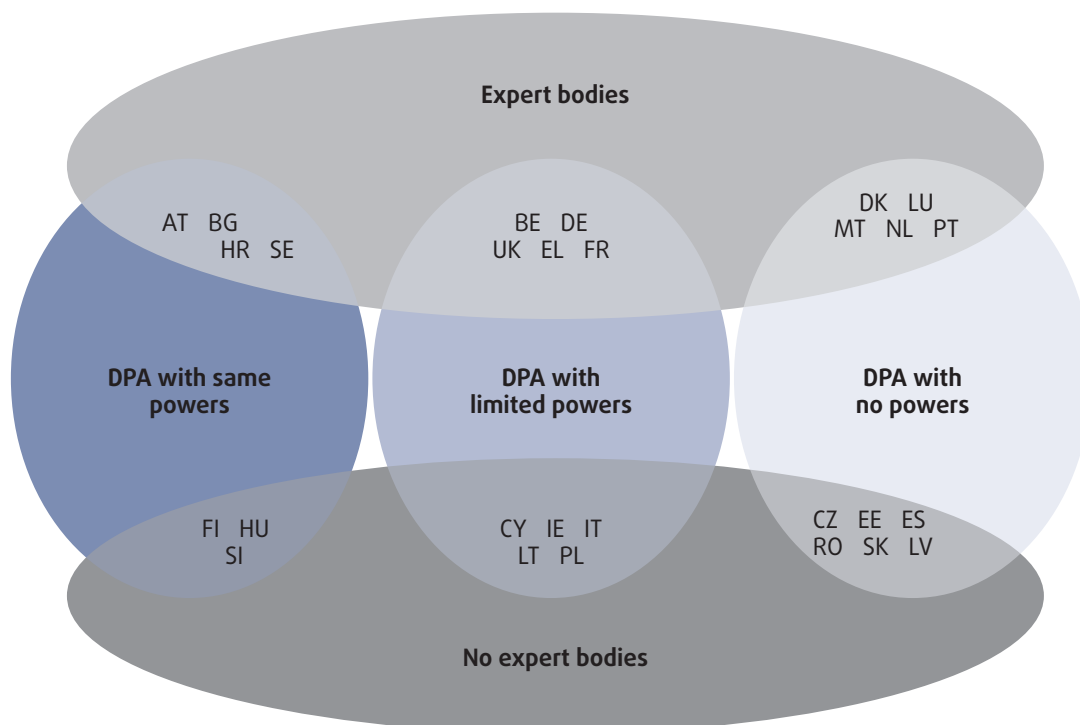 Expert bodies
AT BG
HR SE
BE DE
UK EL FR
DK LU
MT NL PT
DPA with same
powers
DPA with
limited powers
DPA with
no powers
FI HU
SI
CY IE IT
LT PL
CZ EE ES
RO SK LV
No expert bodies